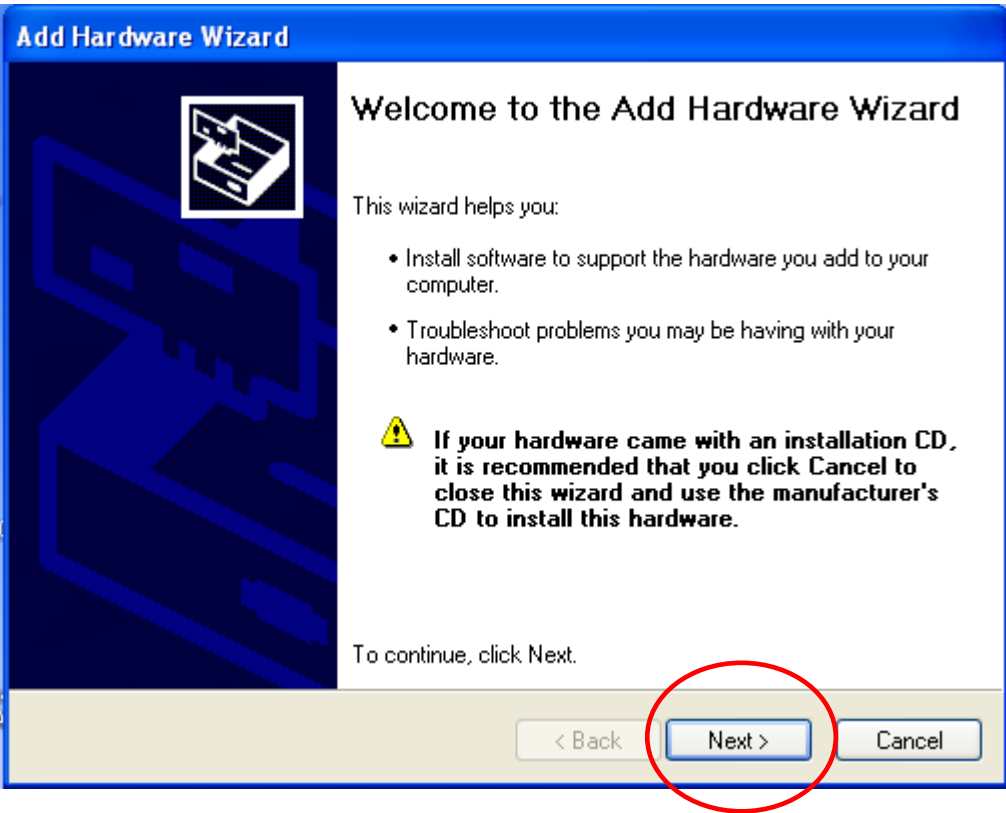 Add Hardware Wizard
Welcome to the Add Hardware Wizard
This wizard helps you:
• Install software to support the hardware you add to your
computer.
• Troubleshoot problems you may be having with your
hardware.
If your hardware came with an installation CD,
it is recommended that you click Cancel to
close this wizard and use the manufacturer's
CD to install this hardware.
To continue, click Next.
< Back
Next >
Cancel